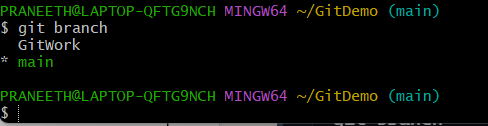 PRANEETH@LAPTOP-QFTG9NCH MINGW64 ~/GitDemo (main)
$ git branch
  GitWork
* main

PRANEETH@LAPTOP-QFTG9NCH MINGW64 ~/GitDemo (main)
$